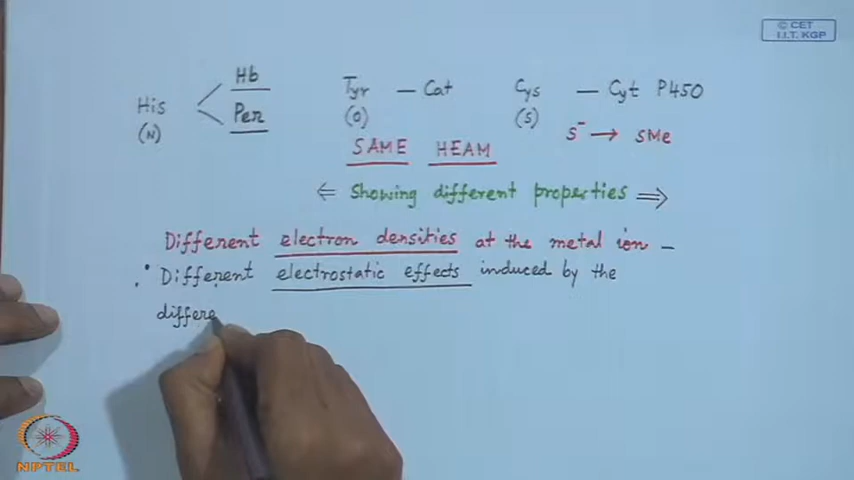 © CET
I.I.T. KGP
His
(N)
Hb
Per
Tyr — Cat
(O)
Cys — Cyt P450
(S)
S⁻ → SMe
SAME HEAM
⇐ Showing different properties ⇒
Different electron densities at the metal ion —
Different electrostatic effects induced by the
differe
NPTEL